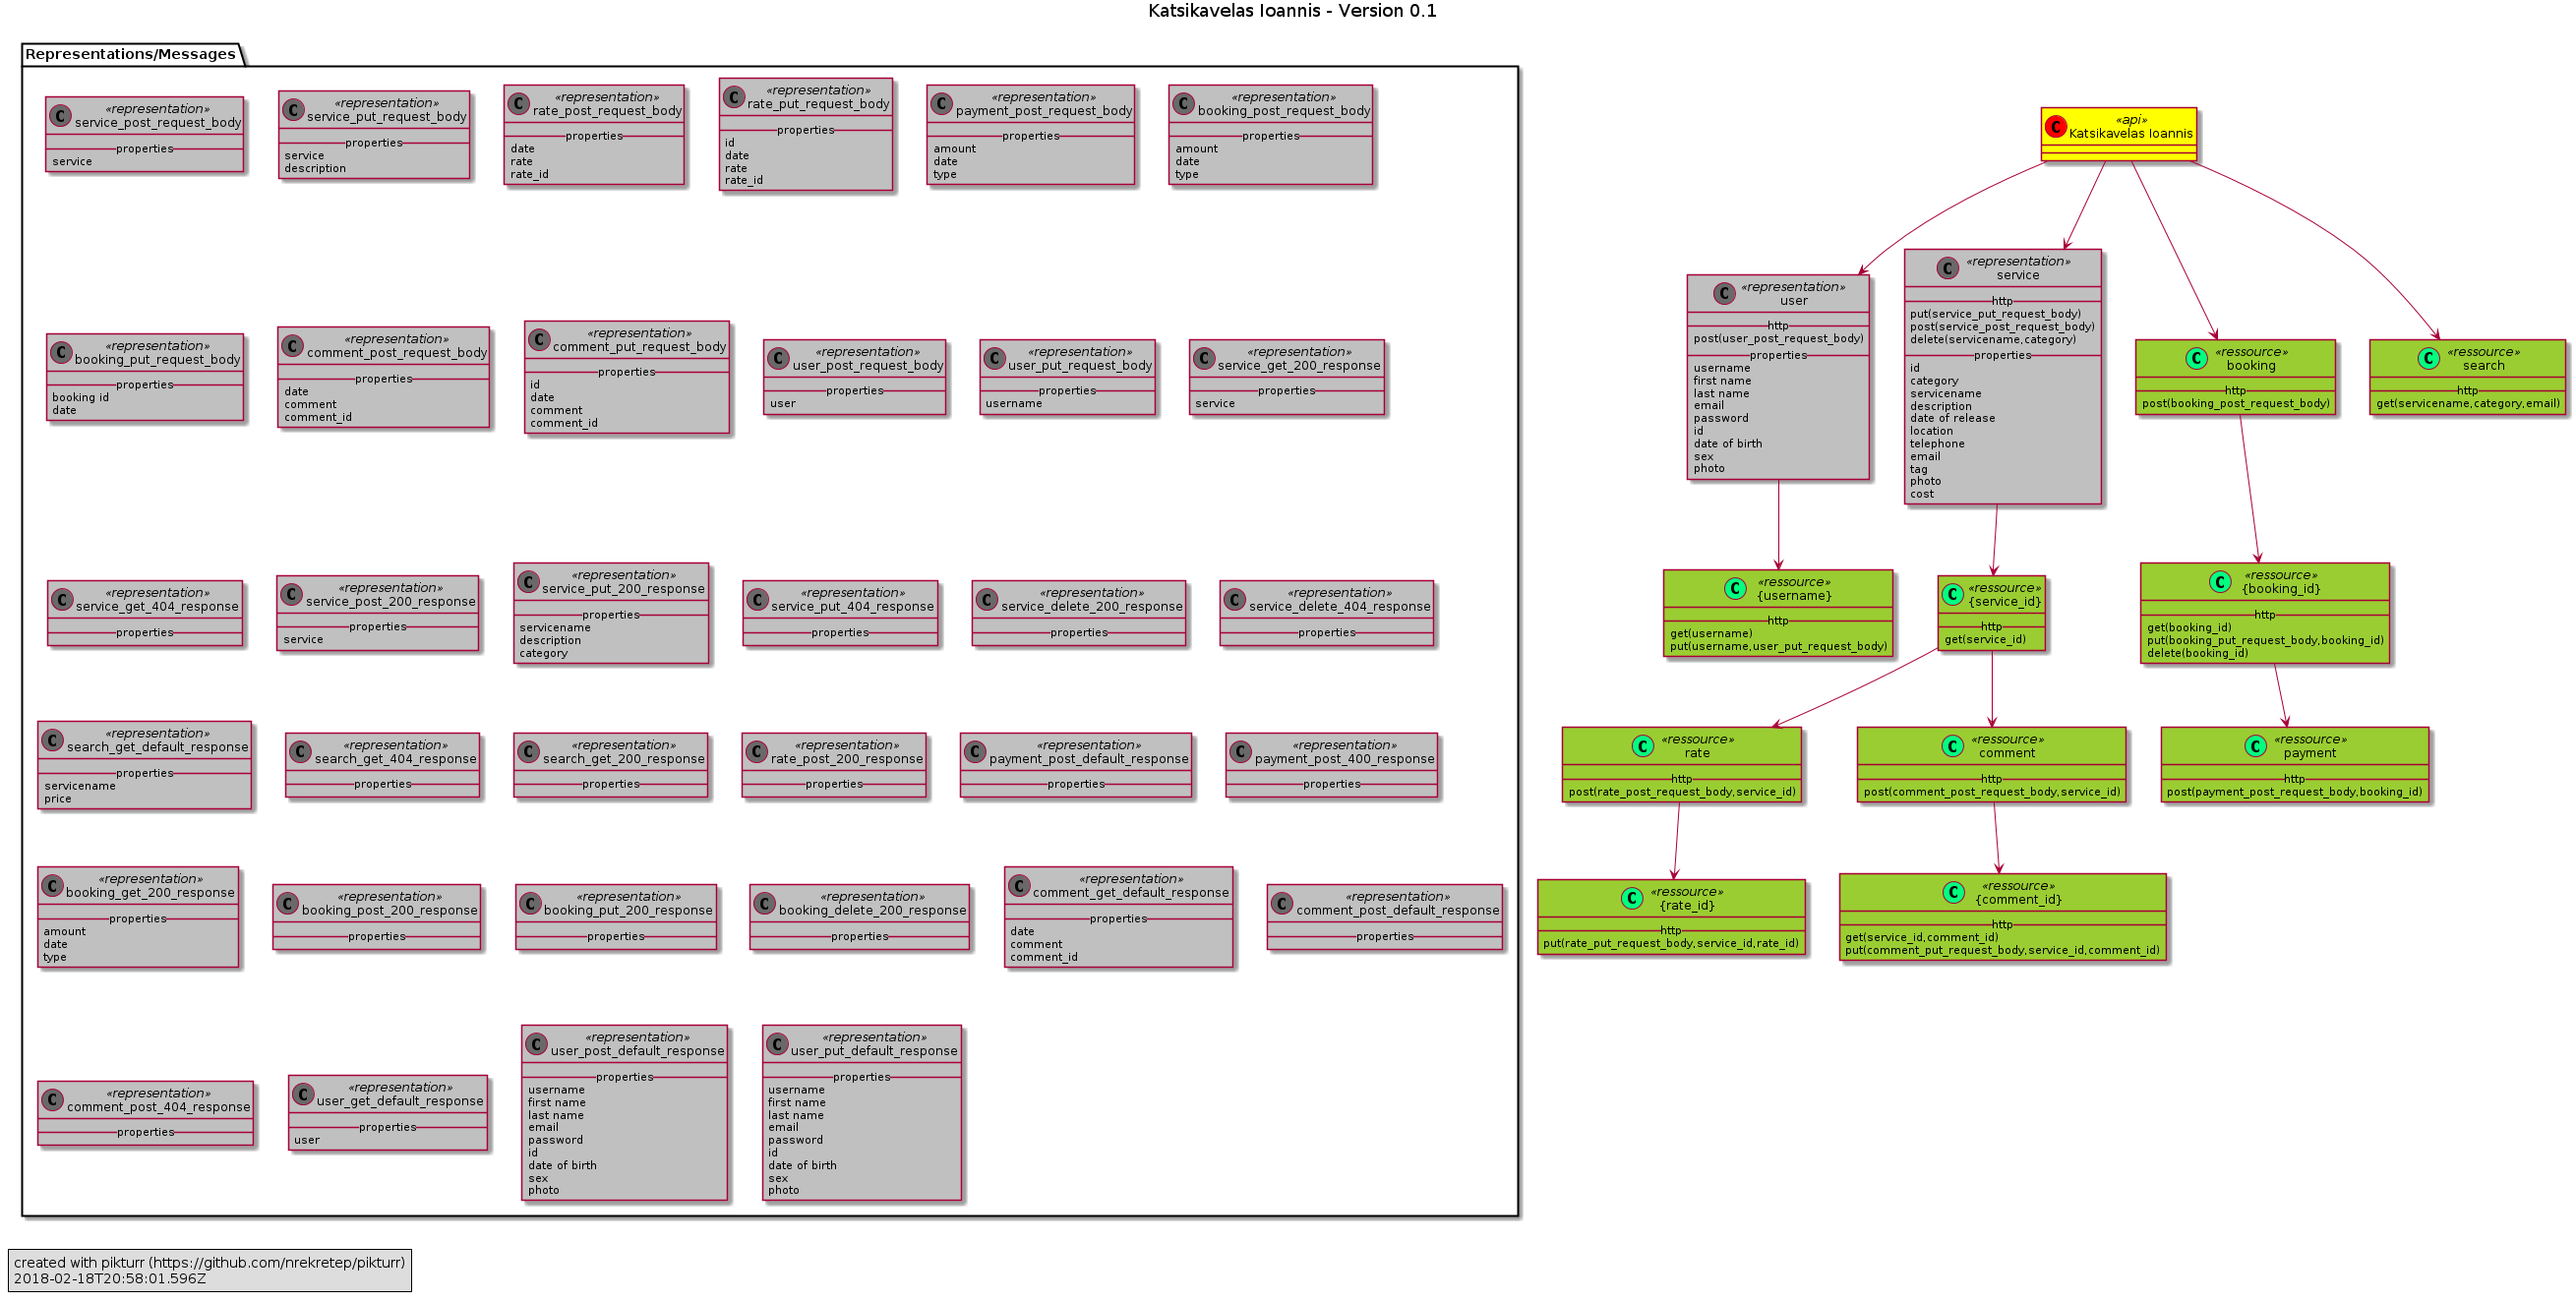 Katsikavelas Ioannis - Version 0.1
Representations/Messages
C
«representation»
service_post_request_body
properties
service
C
«representation»
service_put_request_body
properties
service
description
C
«representation»
rate_post_request_body
properties
date
rate
rate_id
C
«representation»
rate_put_request_body
properties
id
date
rate
rate_id
C
«representation»
payment_post_request_body
properties
amount
date
type
C
«representation»
booking_post_request_body
properties
amount
date
type
C
«representation»
booking_put_request_body
properties
booking id
date
C
«representation»
comment_post_request_body
properties
date
comment
comment_id
C
«representation»
comment_put_request_body
properties
id
date
comment
comment_id
C
«representation»
user_post_request_body
properties
user
C
«representation»
user_put_request_body
properties
username
C
«representation»
service_get_200_response
properties
service
C
«representation»
service_get_404_response
properties
C
«representation»
service_post_200_response
properties
service
C
«representation»
service_put_200_response
properties
servicename
description
category
C
«representation»
service_put_404_response
properties
C
«representation»
service_delete_200_response
properties
C
«representation»
service_delete_404_response
properties
C
«representation»
search_get_default_response
properties
servicename
price
C
«representation»
search_get_404_response
properties
C
«representation»
search_get_200_response
properties
C
«representation»
rate_post_200_response
properties
C
«representation»
payment_post_default_response
properties
C
«representation»
payment_post_400_response
properties
C
«representation»
booking_get_200_response
properties
amount
date
type
C
«representation»
booking_post_200_response
properties
C
«representation»
booking_put_200_response
properties
C
«representation»
booking_delete_200_response
properties
C
«representation»
comment_get_default_response
properties
date
comment
comment_id
C
«representation»
comment_post_default_response
properties
C
«representation»
comment_post_404_response
properties
C
«representation»
user_get_default_response
properties
user
C
«representation»
user_post_default_response
properties
username
first name
last name
email
password
id
date of birth
sex
photo
C
«representation»
user_put_default_response
properties
username
first name
last name
email
password
id
date of birth
sex
photo
C
«api»
Katsikavelas Ioannis
C
«representation»
user
http
post(user_post_request_body)
properties
username
first name
last name
email
password
id
date of birth
sex
photo
C
«representation»
service
http
put(service_put_request_body)
post(service_post_request_body)
delete(servicename,category)
properties
id
category
servicename
description
date of release
location
telephone
email
tag
photo
cost
C
«ressource»
booking
http
post(booking_post_request_body)
C
«ressource»
search
http
get(servicename,category,email)
C
«ressource»
{username}
http
get(username)
put(username,user_put_request_body)
C
«ressource»
{service_id}
http
get(service_id)
C
«ressource»
{booking_id}
http
get(booking_id)
put(booking_put_request_body,booking_id)
delete(booking_id)
C
«ressource»
rate
http
post(rate_post_request_body,service_id)
C
«ressource»
comment
http
post(comment_post_request_body,service_id)
C
«ressource»
payment
http
post(payment_post_request_body,booking_id)
C
«ressource»
{rate_id}
http
put(rate_put_request_body,service_id,rate_id)
C
«ressource»
{comment_id}
http
get(service_id,comment_id)
put(comment_put_request_body,service_id,comment_id)
created with pikturr (https://github.com/nrekretep/pikturr)
2018-02-18T20:58:01.596Z